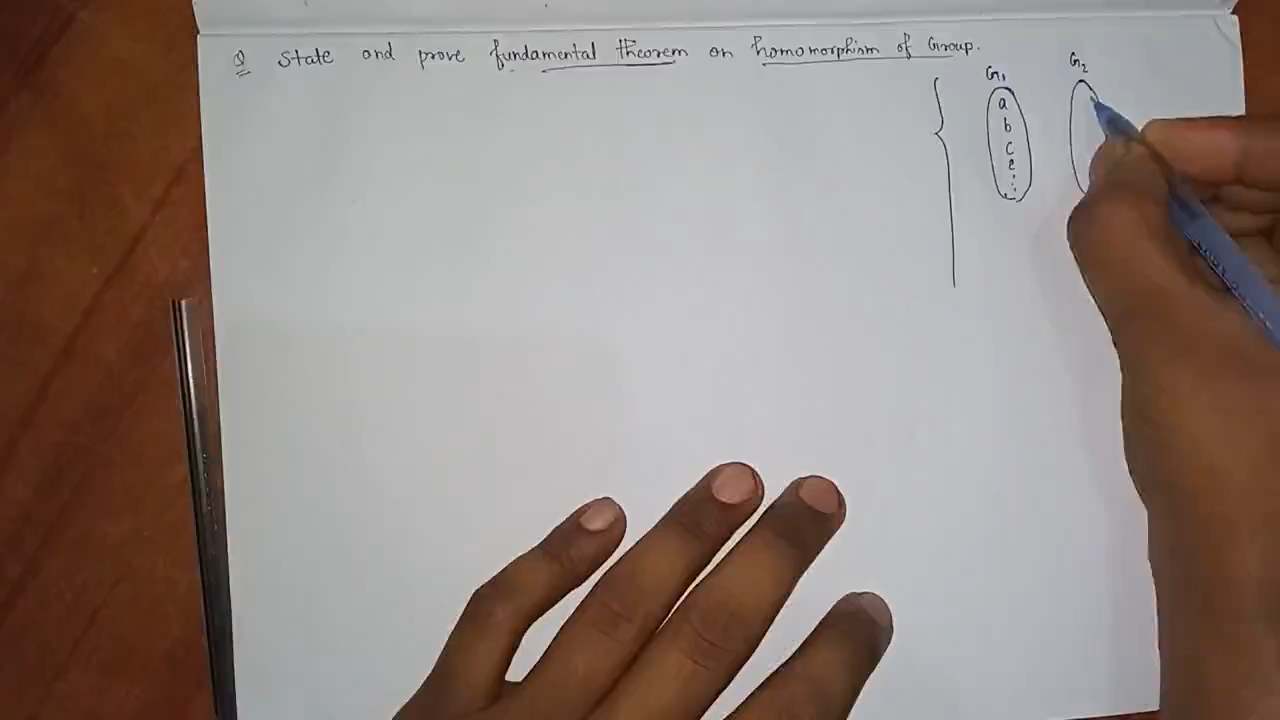 Q State and prove fundamental theorem on homomorphism of Group.
G1 G2
a
b
c
e